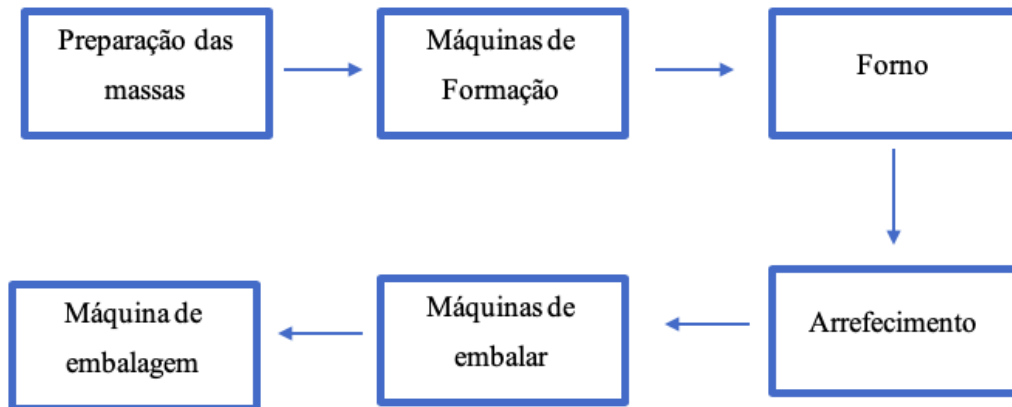 Preparação das
massas
Máquinas de
Formação
Forno
Arrefecimento
Máquinas de
embalar
Máquina de
embalagem